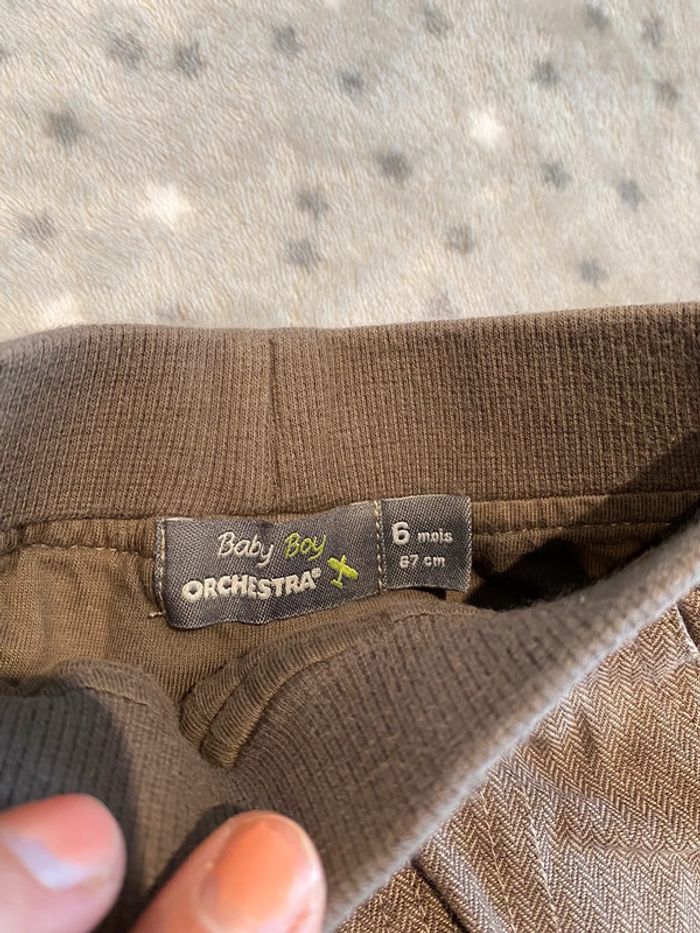 Baby Boy
ORCHESTRA®
6 mois
67 cm